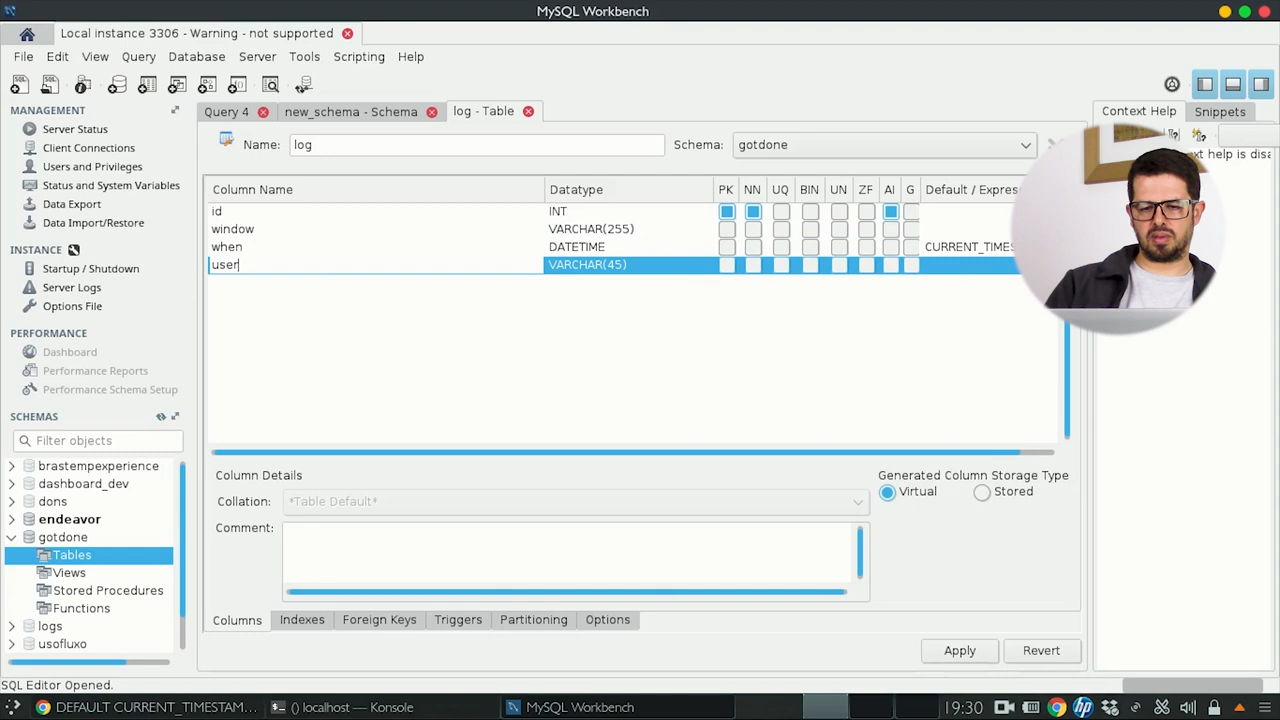 MySQL Workbench
Local instance 3306 - Warning - not supported
File Edit View Query Database Server Tools Scripting Help
MANAGEMENT
Server Status
Client Connections
Users and Privileges
Status and System Variables
Data Export
Data Import/Restore
INSTANCE
Startup / Shutdown
Server Logs
Options File
PERFORMANCE
Dashboard
Performance Reports
Performance Schema Setup
SCHEMAS
Filter objects
brastempexperience
dashboard_dev
dons
endeavor
gotdone
Tables
Views
Stored Procedures
Functions
logs
usofluxo
Query 4 new_schema - Schema log - Table
Name: log Schema: gotdone
Column Name Datatype PK NN UQ BIN UN ZF AI G Default / Expres
id INT
window VARCHAR(255)
when DATETIME CURRENT_TIMES
user VARCHAR(45)
Column Details Generated Column Storage Type
Collation: *Table Default* Virtual Stored
Comment:
Columns Indexes Foreign Keys Triggers Partitioning Options
Apply Revert
Context Help Snippets
ext help is disa
SQL Editor Opened.
DEFAULT CURRENT_TIMESTAM... () localhost — Konsole MySQL Workbench 19:30